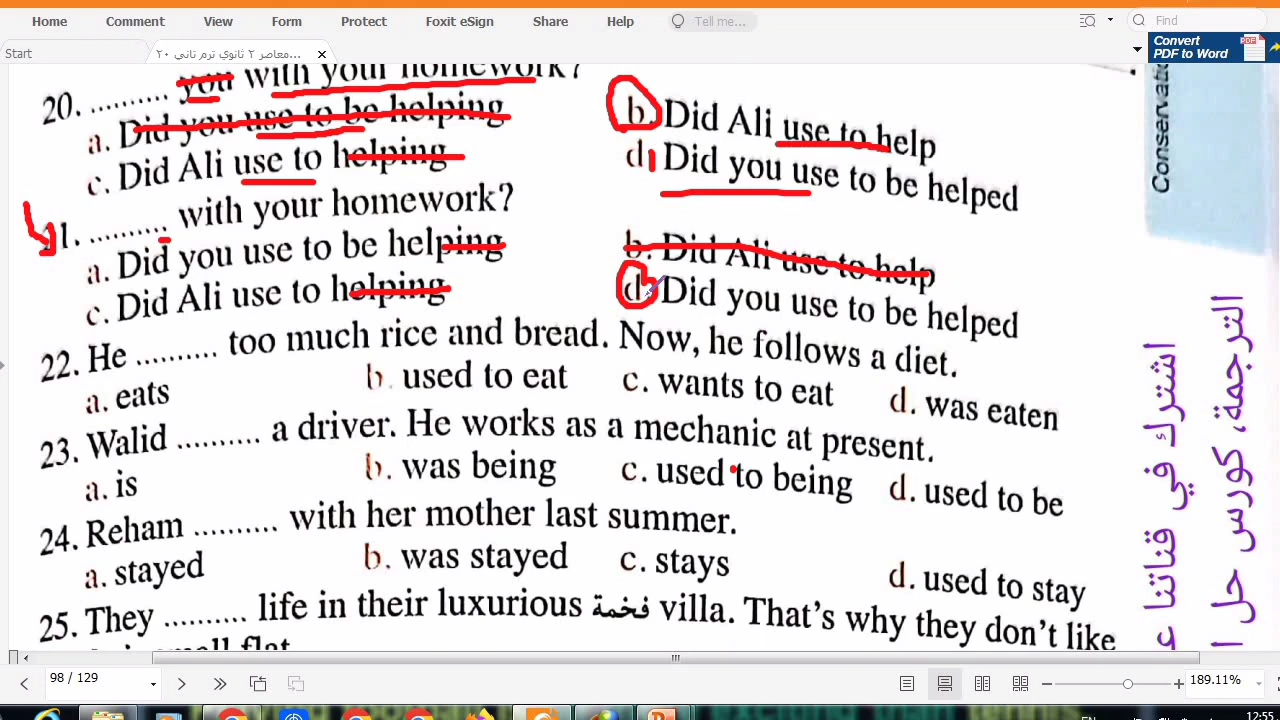 Home Comment View Form Protect Foxit eSign Share Help Tell me... Find
Start
معاصر ٢ ثانوي ترم تاني ٢٠...
Convert
PDF to Word
20. .......... you with your homework?
a. Did you use to be helping
b. Did Ali use to help
c. Did Ali use to helping
d. Did you use to be helped
21. .......... with your homework?
a. Did you use to be helping
b. Did Ali use to help
c. Did Ali use to helping
d. Did you use to be helped
22. He .......... too much rice and bread. Now, he follows a diet.
a. eats
b. used to eat
c. wants to eat
d. was eaten
23. Walid .......... a driver. He works as a mechanic at present.
a. is
b. was being
c. used to being
d. used to be
24. Reham .......... with her mother last summer.
a. stayed
b. was stayed
c. stays
d. used to stay
25. They .......... life in their luxurious فخمة villa. That's why they don't like
small flat.
الترجمة، كورس حل
اشترك في قناتنا
98 / 129
189.11%
EN
12:55